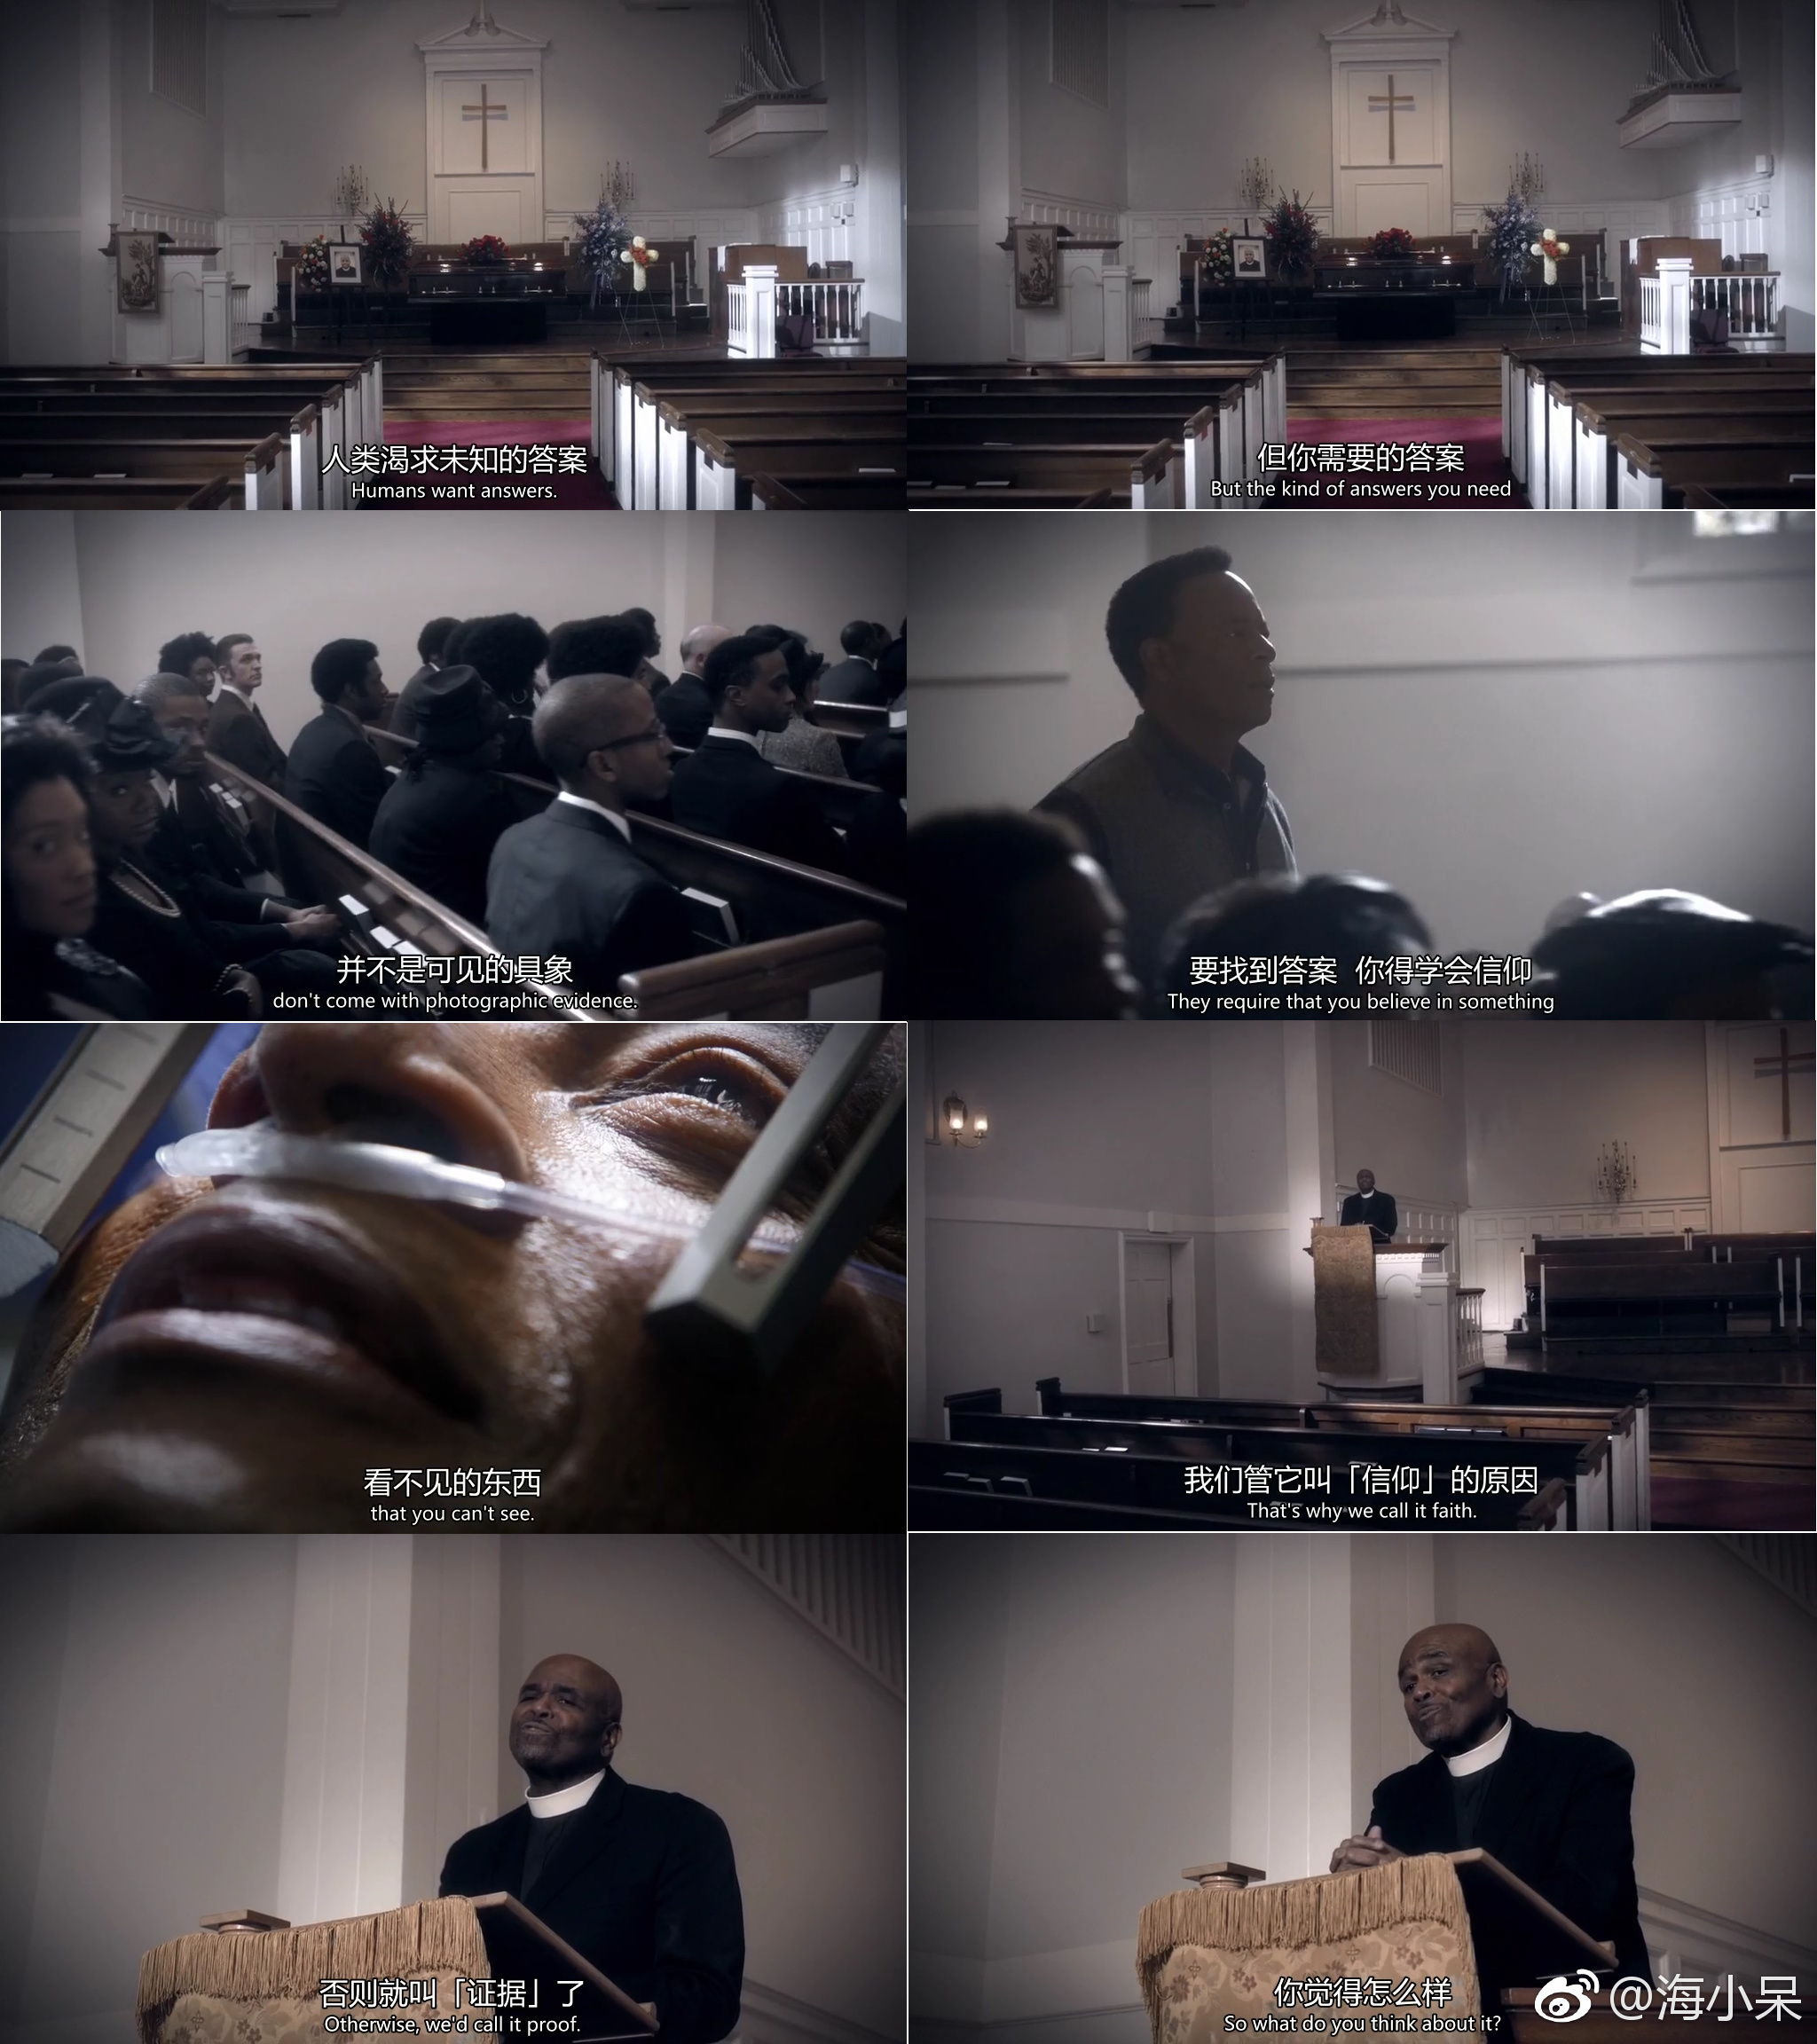 人类渴求未知的答案
Humans want answers.
但你需要的答案
But the kind of answers you need
并不是可见的具象
don't come with photographic evidence.
要找到答案 你得学会信仰
They require that you believe in something
看不见的东西
that you can't see.
我们管它叫「信仰」的原因
That's why we call it faith.
否则就叫「证据」了
Otherwise, we'd call it proof.
你觉得怎么样
So what do you think about it?
@海小呆